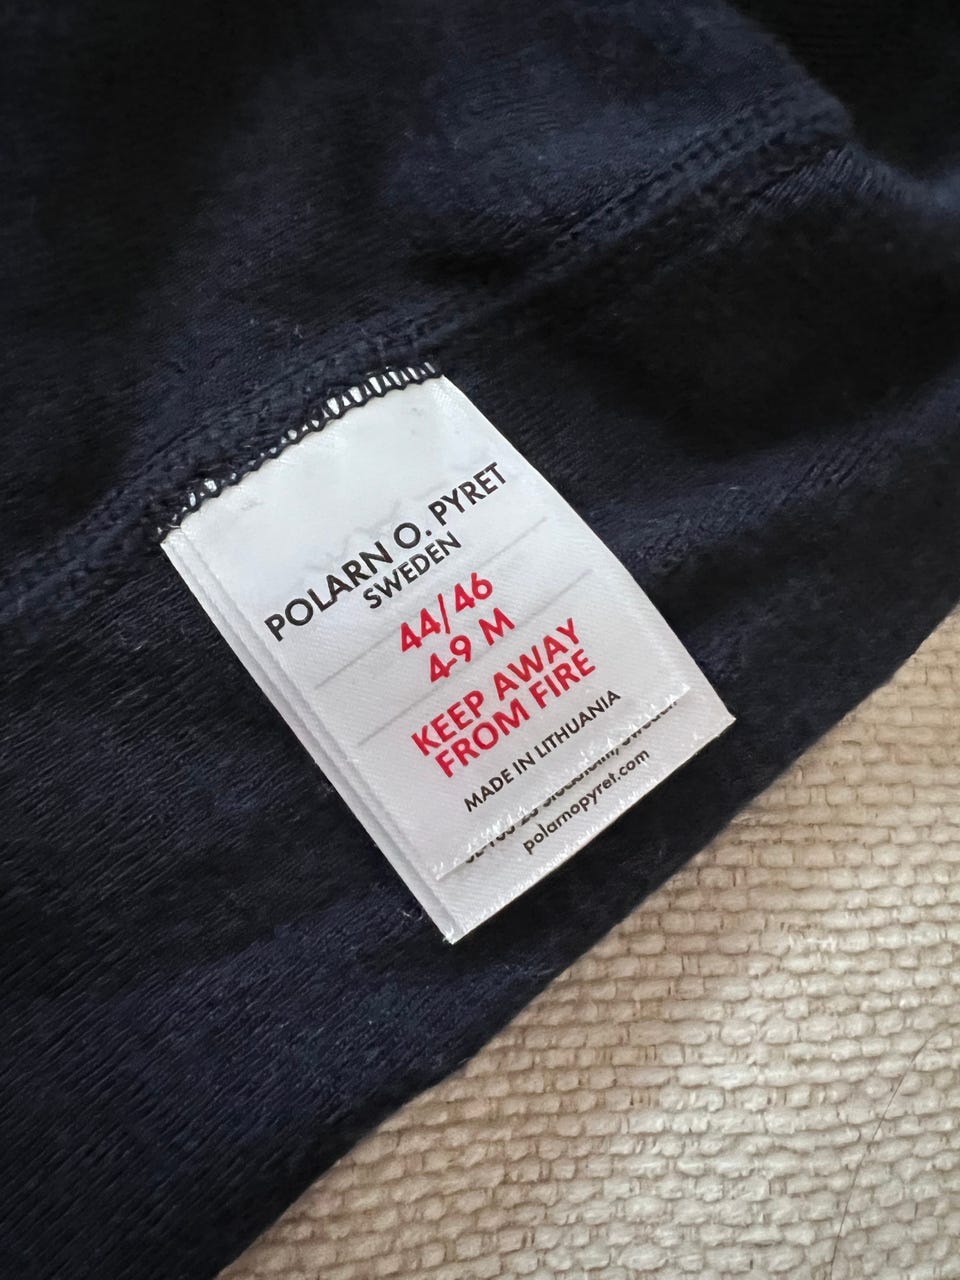 POLARN O. PYRET
SWEDEN
44/46
4-9 M
KEEP AWAY
FROM FIRE
MADE IN LITHUANIA
polarnopyret.com